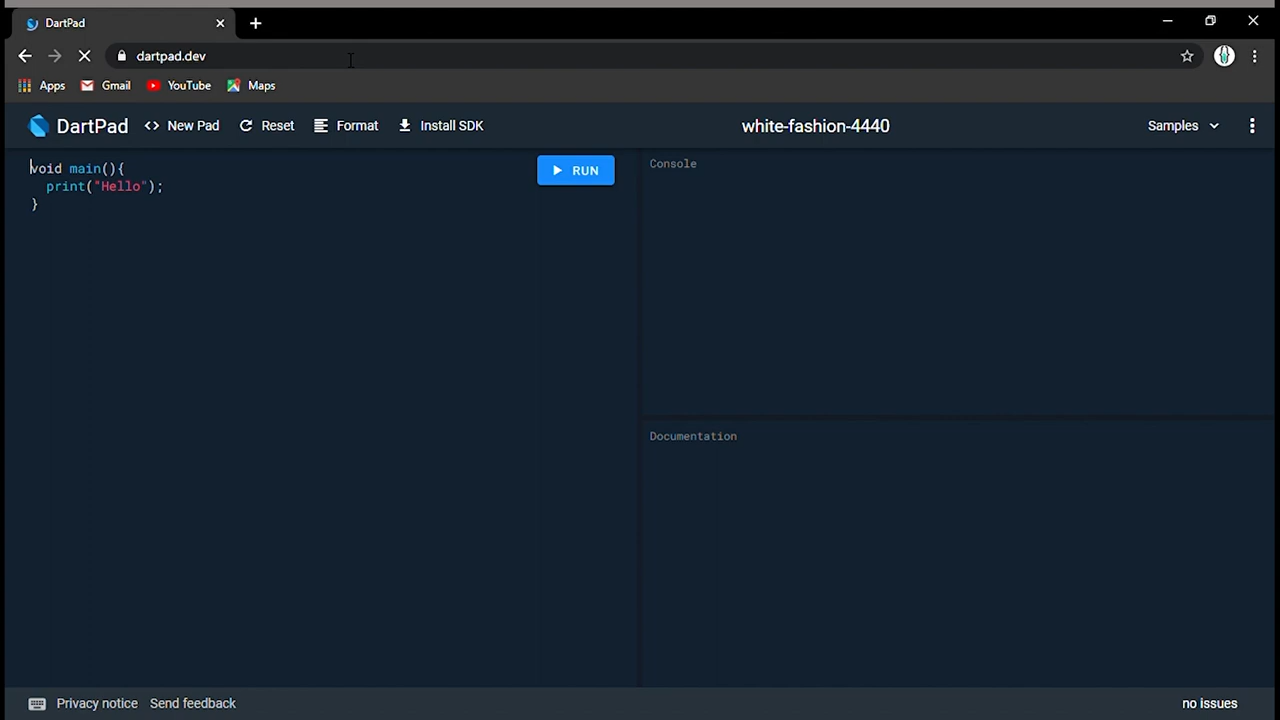 DartPad
dartpad.dev
Apps Gmail YouTube Maps
DartPad <> New Pad Reset Format Install SDK white-fashion-4440 Samples
void main(){
RUN
Console
print("Hello");
}
Documentation
Privacy notice Send feedback no issues